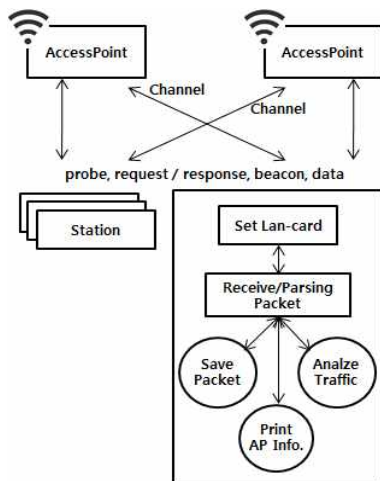 AccessPoint
AccessPoint
Channel
Channel
probe, request / response, beacon, data
Station
Set Lan-card
Receive/Parsing
Packet
Save
Packet
Analze
Traffic
Print
AP Info.